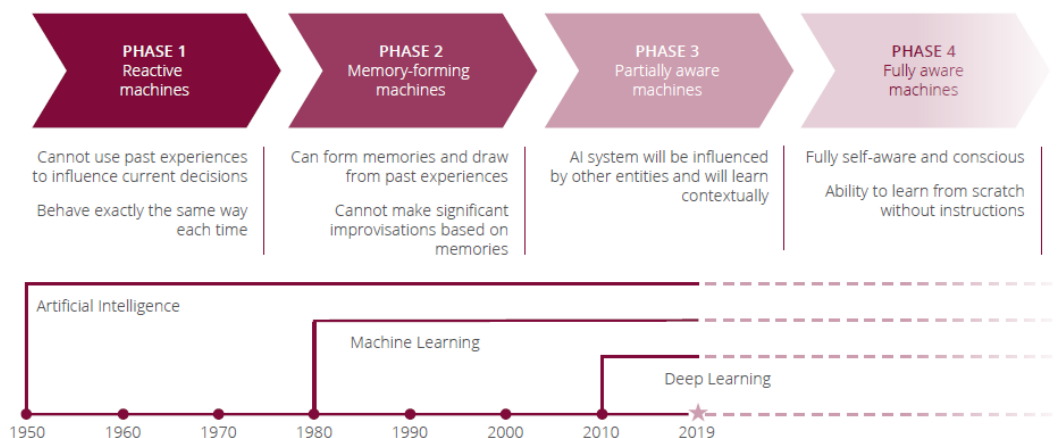 PHASE 1
Reactive
machines
PHASE 2
Memory-forming
machines
PHASE 3
Partially aware
machines
PHASE 4
Fully aware
machines
Cannot use past experiences
to influence current decisions
Behave exactly the same way
each time
Can form memories and draw
from past experiences
Cannot make significant
improvisations based on
memories
AI system will be influenced
by other entities and will learn
contextually
Fully self-aware and conscious
Ability to learn from scratch
without instructions
Artificial Intelligence
Machine Learning
Deep Learning
1950 1960 1970 1980 1990 2000 2010 2019